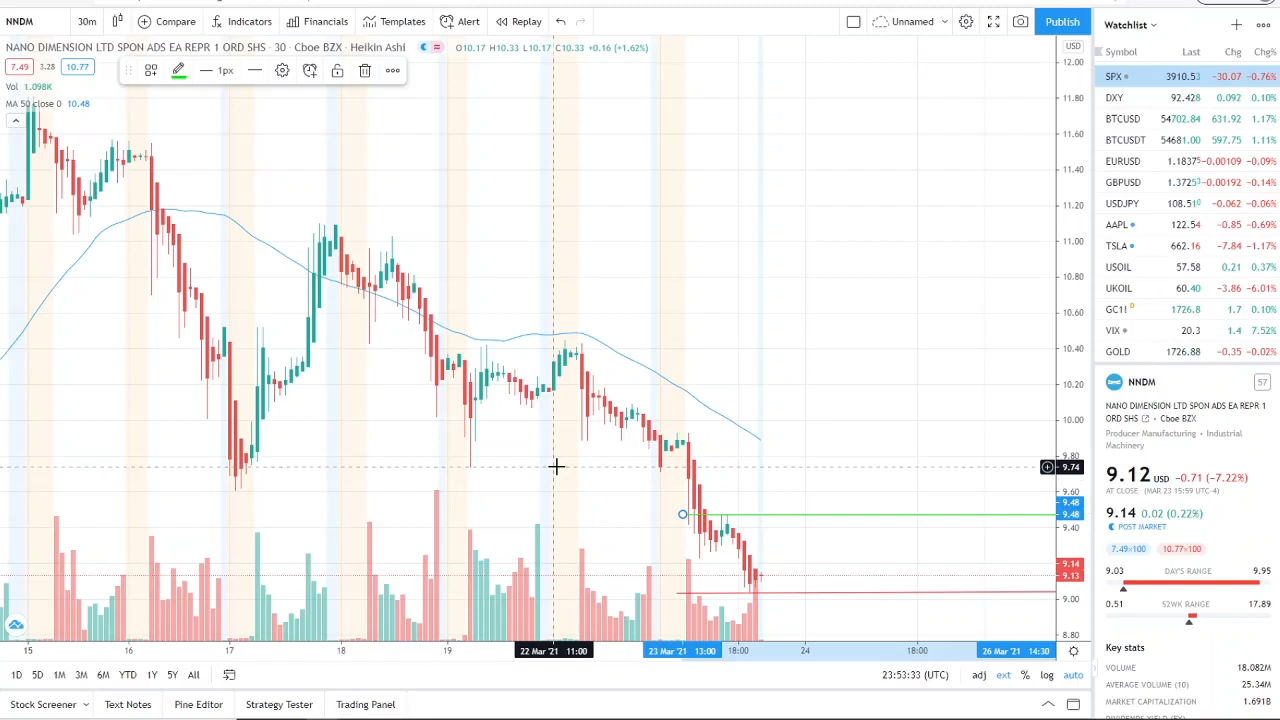 NNDM 30m Compare Indicators Financials Templates Alert Replay Unnamed Publish
NANO DIMENSION LTD SPON ADS EA REPR 1 ORD SHS · 30 · Cboe BZX · Heikin Ashi O10.17 H10.33 L10.17 C10.33 +0.16 (+1.62%)
7.49 3.28 10.77
1px
Vol 1.098K
MA 50 close 0 10.48
USD
12.00
11.80
11.60
11.40
11.20
11.00
10.80
10.60
10.40
10.20
10.00
9.80
9.74
9.60
9.48
9.48
9.40
9.14
9.13
9.00
8.80
15 16 17 18 19 22 Mar '21 11:00 23 Mar '21 13:00 18:00 24 18:00 26 Mar '21 14:30
1D 5D 1M 3M 6M YTD 1Y 5Y All 23:53:33 (UTC) adj ext % log auto
Stock Screener Text Notes Pine Editor Strategy Tester Trading Panel
Watchlist
Symbol Last Chg Chg%
SPX 3910.53 −30.07 −0.76%
DXY 92.428 0.092 0.10%
BTCUSD 54702.84 631.92 1.17%
BTCUSDT 54681.00 597.75 1.11%
EURUSD 1.18375 −0.00109 −0.09%
GBPUSD 1.37253 −0.00192 −0.14%
USDJPY 108.510 −0.062 −0.06%
AAPL 122.54 −0.85 −0.69%
TSLA 662.16 −7.84 −1.17%
USOIL 57.58 0.21 0.37%
UKOIL 60.40 −3.86 −6.01%
GC1! D 1726.8 1.7 0.10%
VIX 20.3 1.4 7.52%
GOLD 1726.88 −0.35 −0.02%
NNDM 57
NANO DIMENSION LTD SPON ADS EA REPR 1
ORD SHS · Cboe BZX
Producer Manufacturing · Industrial
Machinery
9.12 USD −0.71 (−7.22%)
AT CLOSE (MAR 23 15:59 UTC-4)
9.14 0.02 (0.22%)
POST MARKET
7.49×100 10.77×100
9.03 DAY'S RANGE 9.95
0.51 52WK RANGE 17.89
Key stats
VOLUME 18.082M
AVERAGE VOLUME (10) 25.34M
MARKET CAPITALIZATION 1.691B